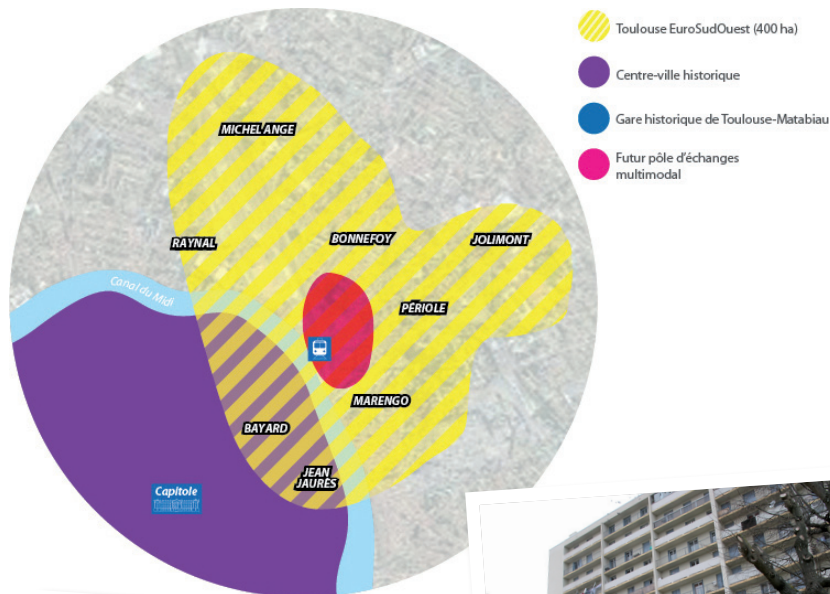 Toulouse EuroSudOuest (400 ha)
Centre-ville historique
Gare historique de Toulouse-Matabiau
Futur pôle d'échanges
multimodal
MICHEL ANGE
RAYNAL
BONNEFOY
JOLIMONT
Canal du Midi
PÉRIOLE
MARENGO
BAYARD
JEAN
JAURÈS
Capitole